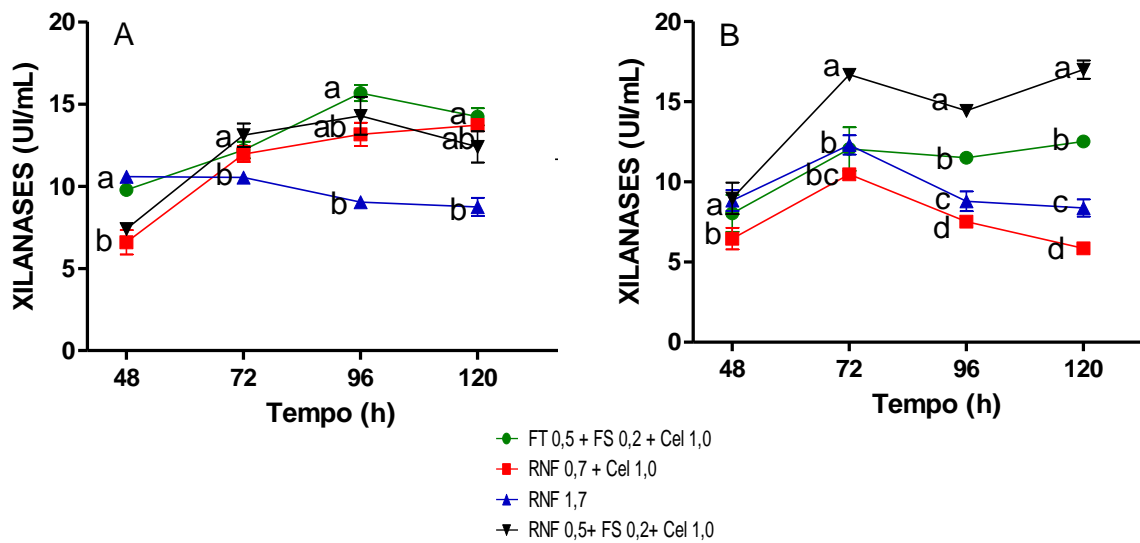 A
XILANASES (UI/mL)
20
15
10
5
0
a
b
a
b
a
ab
b
a
ab
b
48 72 96 120
Tempo (h)
B
XILANASES (UI/mL)
20
15
10
5
0
a
b
a
b
bc
a
b
c
d
a
b
c
d
48 72 96 120
Tempo (h)
FT 0,5 + FS 0,2 + Cel 1,0
RNF 0,7 + Cel 1,0
RNF 1,7
RNF 0,5+ FS 0,2+ Cel 1,0